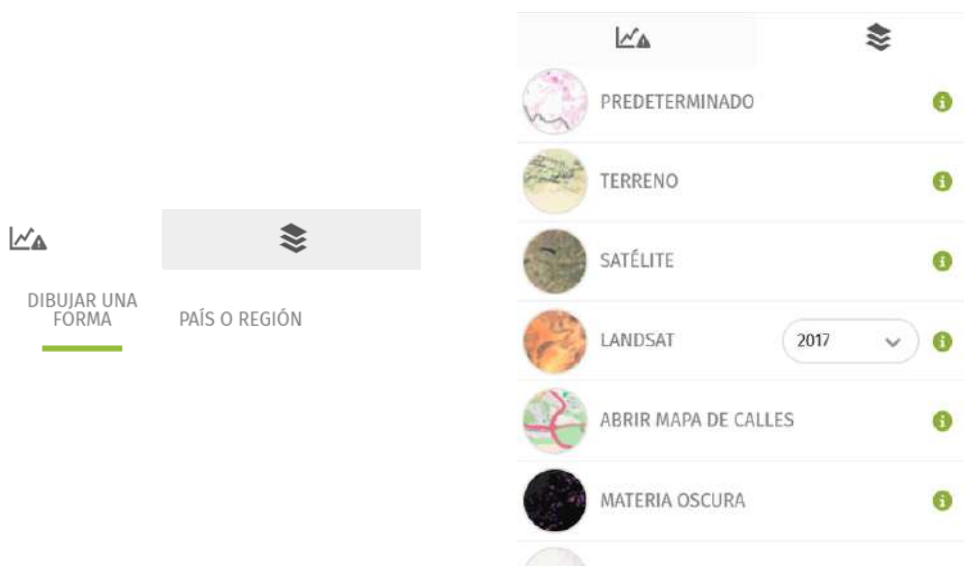 DIBUJAR UNA
FORMA
PAÍS O REGIÓN
PREDETERMINADO
TERRENO
SATÉLITE
LANDSAT 2017
ABRIR MAPA DE CALLES
MATERIA OSCURA